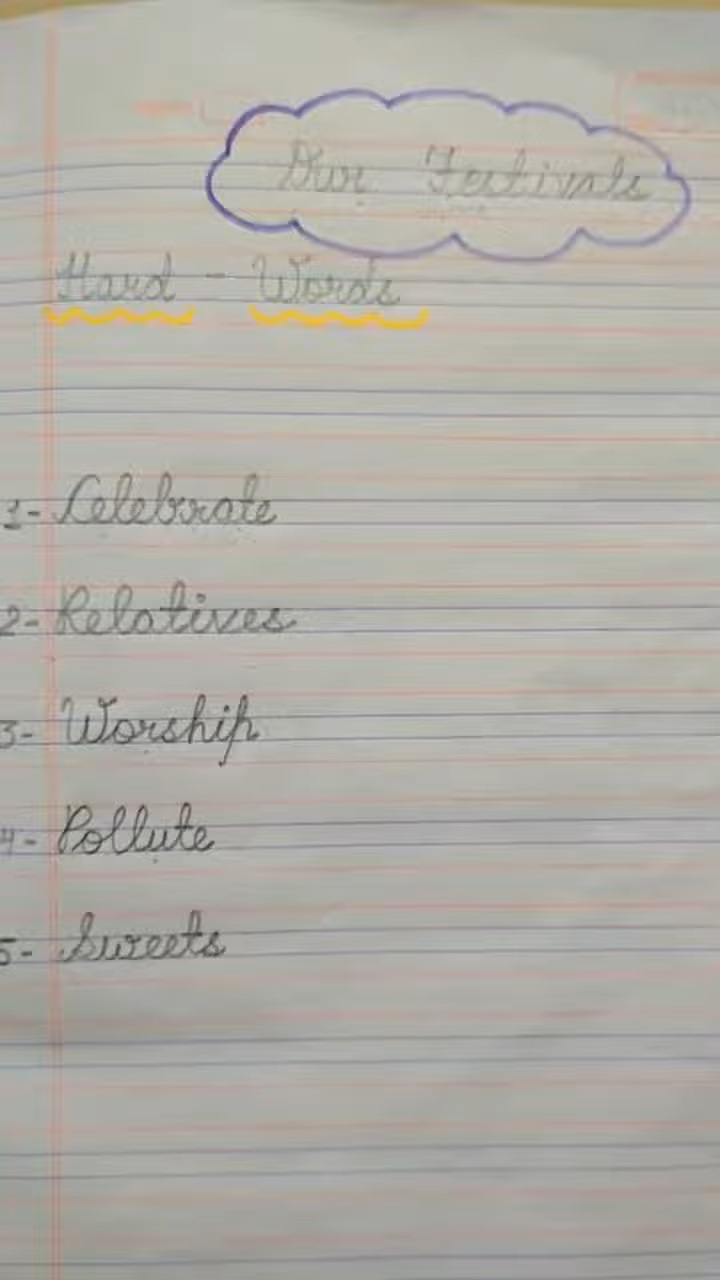 Our Festivals
Hard - Words
1- Celebrate
2- Relatives
3- Worship
4- Pollute
5- Sweets